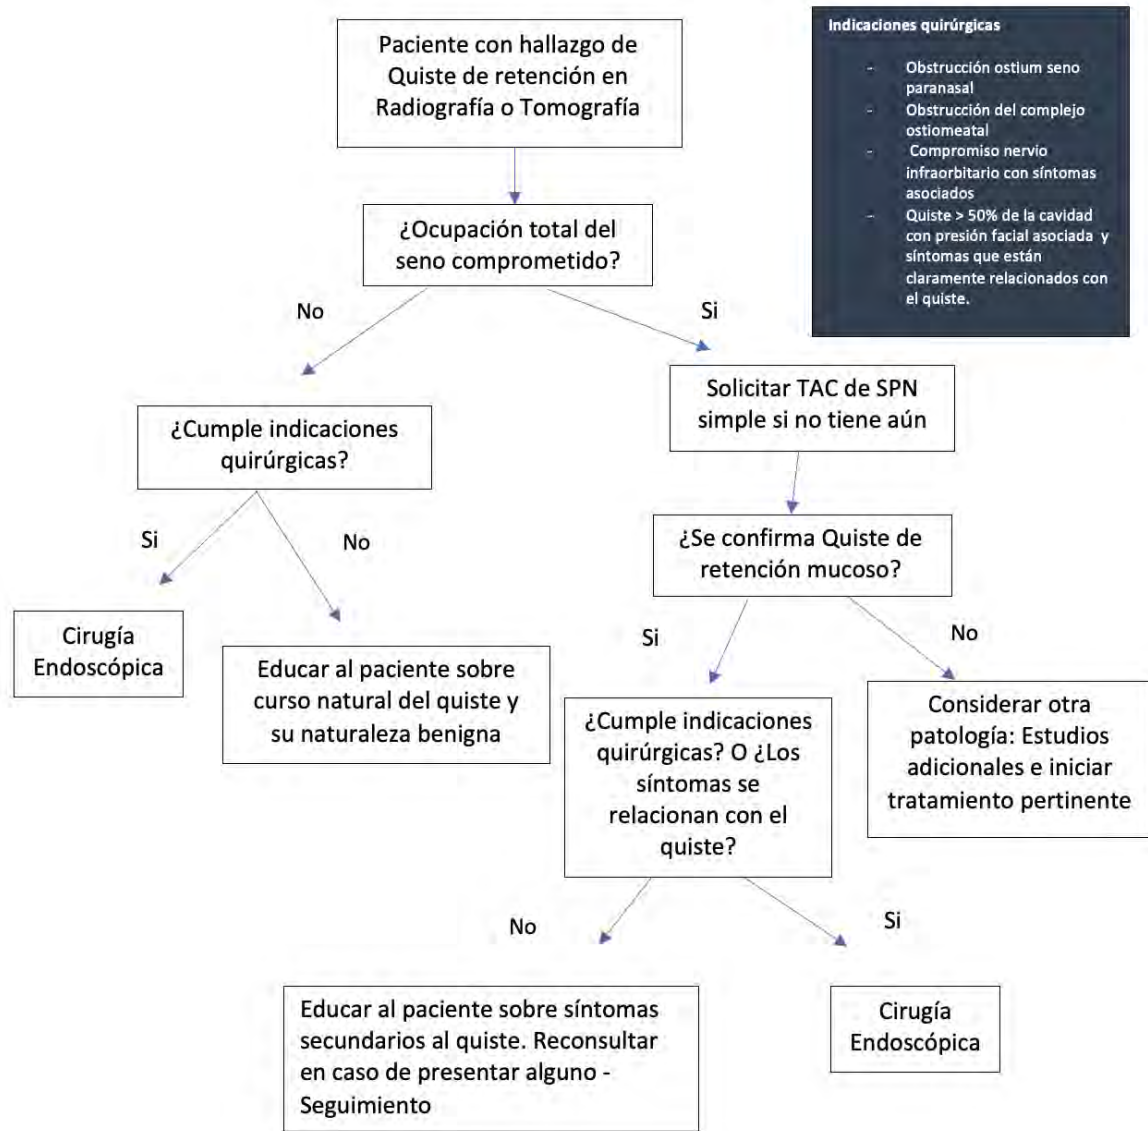 Paciente con hallazgo de
Quiste de retención en
Radiografía o Tomografía
Indicaciones quirúrgicas
- Obstrucción ostium seno
paranasal
- Obstrucción del complejo
ostiomeatal
- Compromiso nervio
infraorbitario con síntomas
asociados
- Quiste > 50% de la cavidad
con presión facial asociada y
síntomas que están
claramente relacionados con
el quiste.
¿Ocupación total del
seno comprometido?
No
Si
¿Cumple indicaciones
quirúrgicas?
Solicitar TAC de SPN
simple si no tiene aún
Si
No
¿Se confirma Quiste de
retención mucoso?
Cirugía
Endoscópica
Educar al paciente sobre
curso natural del quiste y
su naturaleza benigna
Si
No
¿Cumple indicaciones
quirúrgicas? O ¿Los
síntomas se
relacionan con el
quiste?
Considerar otra
patología: Estudios
adicionales e iniciar
tratamiento pertinente
No
Si
Educar al paciente sobre síntomas
secundarios al quiste. Reconsultar
en caso de presentar alguno -
Seguimiento
Cirugía
Endoscópica